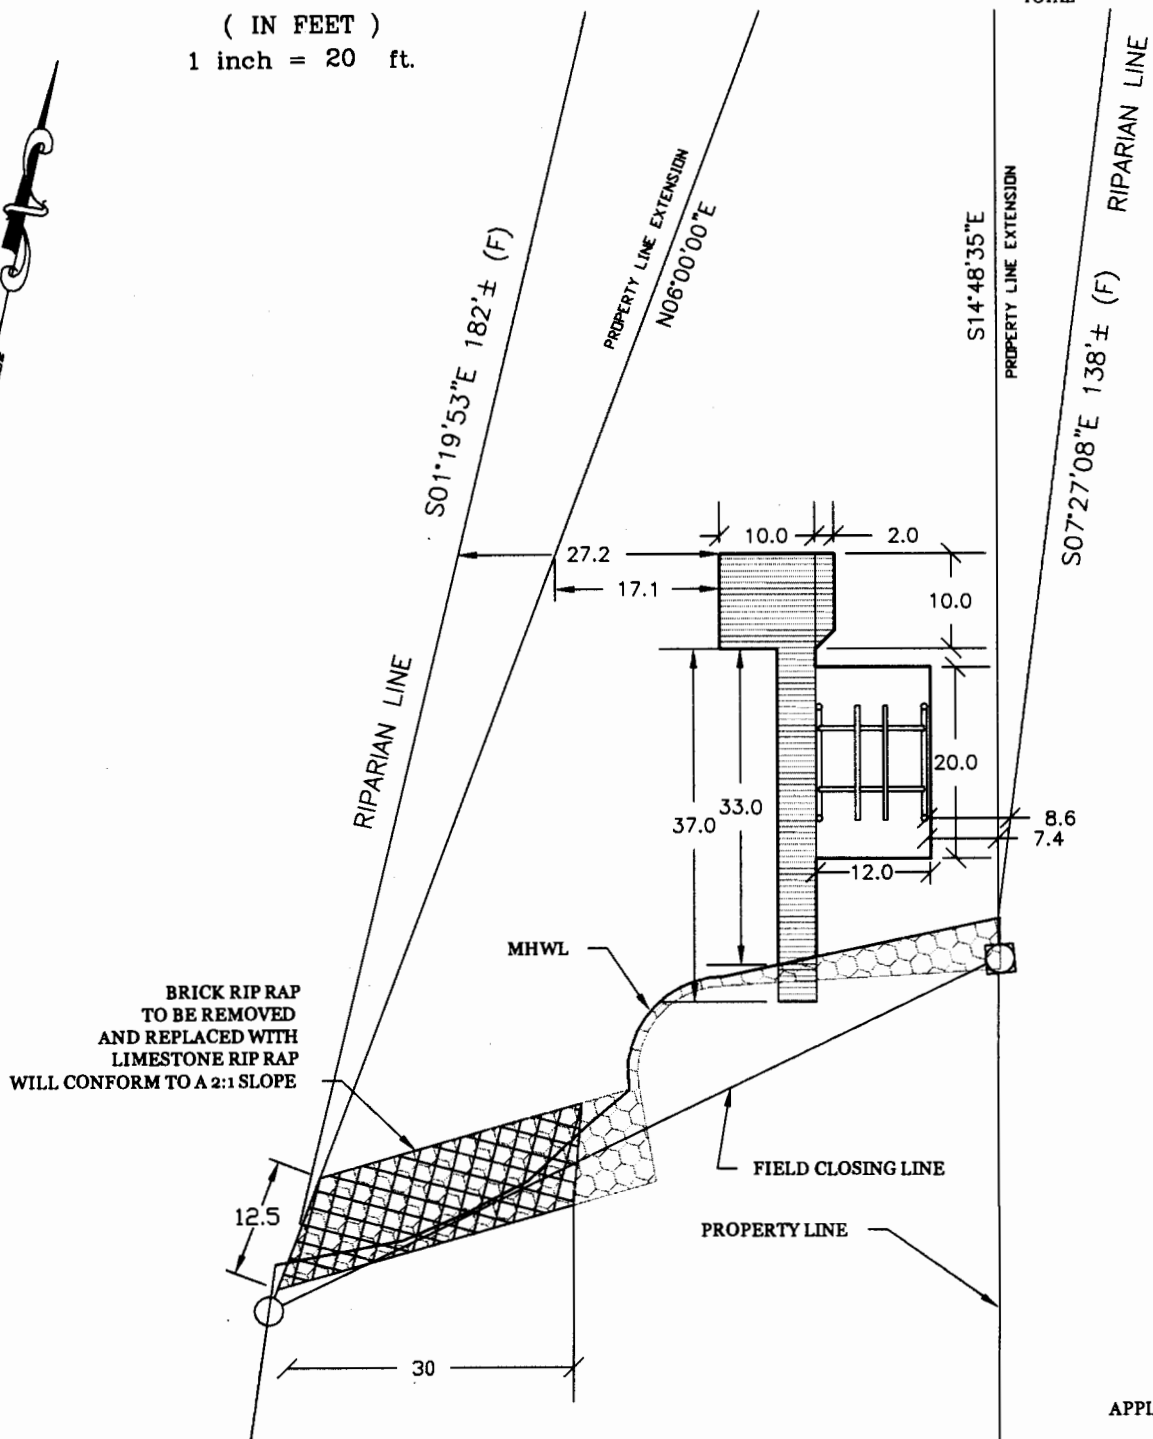 ( IN FEET )
1 inch = 20 ft.
RIPARIAN LINE
PROPERTY LINE EXTENSION
N06°00'00"E
S01°19'53"E 182'± (F)
S14°48'35"E
PROPERTY LINE EXTENSION
S07°27'08"E 138'± (F)
RIPARIAN LINE
10.0
2.0
27.2
17.1
10.0
20.0
37.0
33.0
8.6
7.4
12.0
MHWL
BRICK RIP RAP
TO BE REMOVED
AND REPLACED WITH
LIMESTONE RIP RAP
WILL CONFORM TO A 2:1 SLOPE
FIELD CLOSING LINE
12.5
PROPERTY LINE
30
APPL